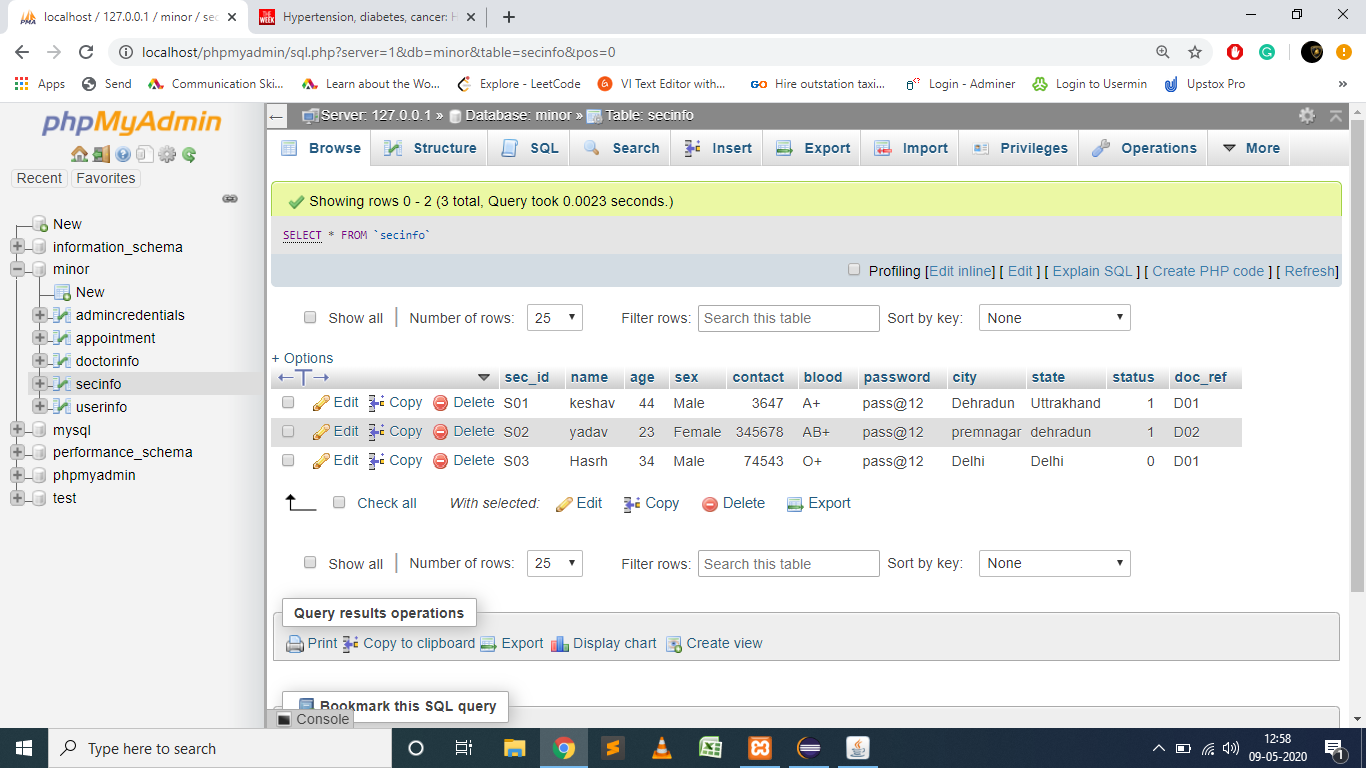 localhost / 127.0.0.1 / minor / sec
Hypertension, diabetes, cancer: H
localhost/phpmyadmin/sql.php?server=1&db=minor&table=secinfo&pos=0
Apps Send Communication Ski... Learn about the Wo... Explore - LeetCode VI Text Editor with... GO Hire outstation taxi... Login - Adminer Login to Usermin Upstox Pro »
phpMyAdmin
Recent Favorites
New
information_schema
minor
New
admincredentials
appointment
doctorinfo
secinfo
userinfo
mysql
performance_schema
phpmyadmin
test
Server: 127.0.0.1 » Database: minor » Table: secinfo
Browse Structure SQL Search Insert Export Import Privileges Operations More
Showing rows 0 - 2 (3 total, Query took 0.0023 seconds.)
SELECT * FROM `secinfo`
Profiling [Edit inline] [ Edit ] [ Explain SQL ] [ Create PHP code ] [ Refresh]
Show all | Number of rows: 25 Filter rows: Search this table Sort by key: None
+ Options
←T→ sec_id name age sex contact blood password city state status doc_ref
Edit Copy Delete S01 keshav 44 Male 3647 A+ pass@12 Dehradun Uttrakhand 1 D01
Edit Copy Delete S02 yadav 23 Female 345678 AB+ pass@12 premnagar dehradun 1 D02
Edit Copy Delete S03 Hasrh 34 Male 74543 O+ pass@12 Delhi Delhi 0 D01
Check all With selected: Edit Copy Delete Export
Show all | Number of rows: 25 Filter rows: Search this table Sort by key: None
Query results operations
Print Copy to clipboard Export Display chart Create view
Bookmark this SQL query
Console
Type here to search
12:58
09-05-2020
1